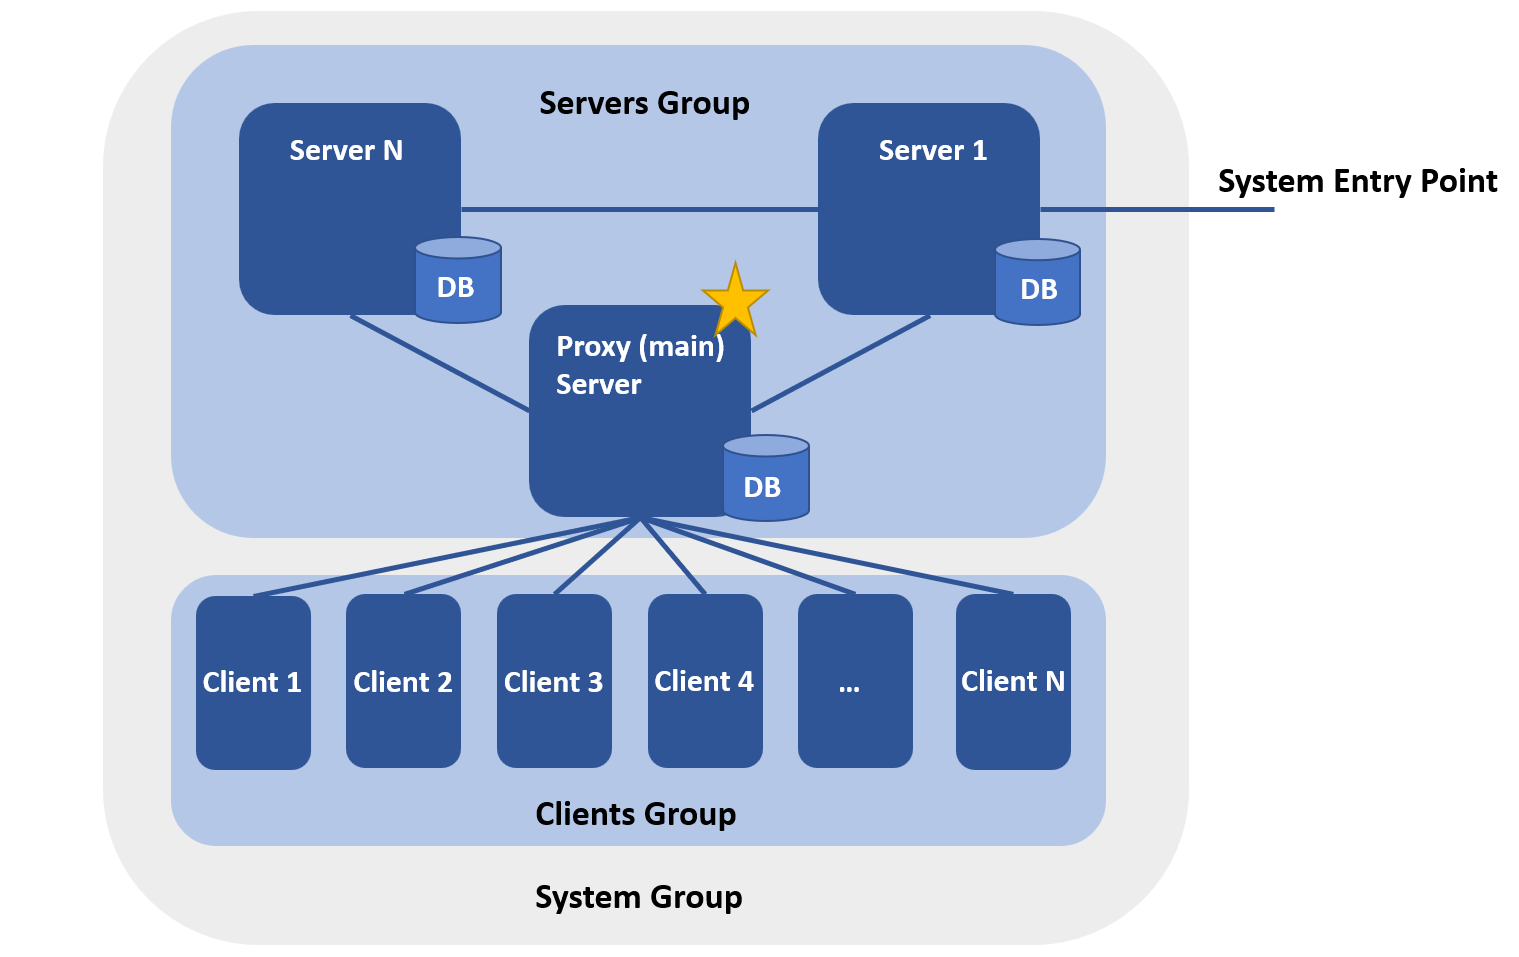 Servers Group
Server N
Server 1
System Entry Point
DB
DB
Proxy (main)
Server
DB
Client 1
Client 2
Client 3
Client 4
...
Client N
Clients Group
System Group